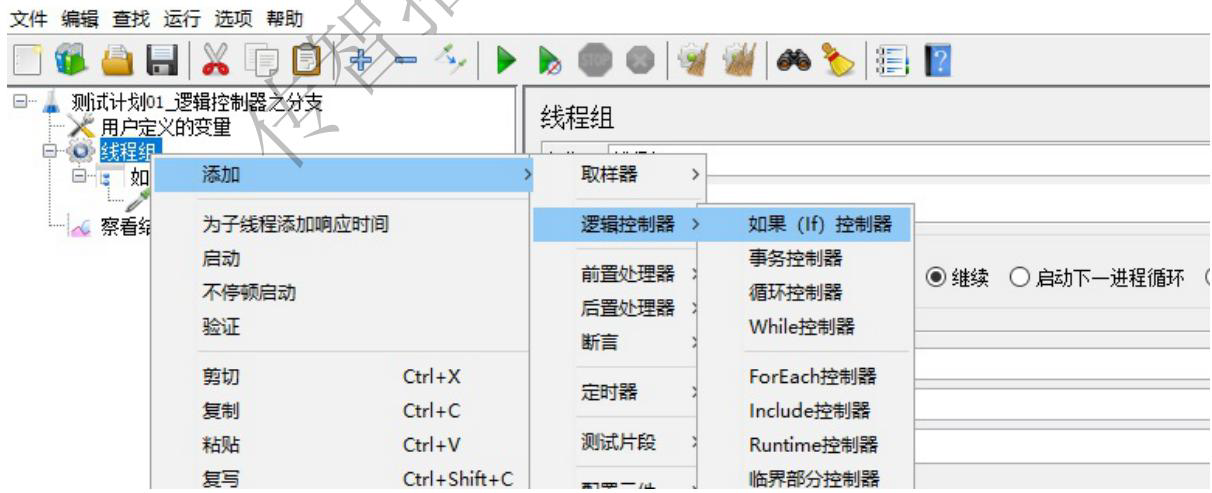 文件 编辑 查找 运行 选项 帮助
STOP
测试计划01_逻辑控制器之分支
用户定义的变量
线程组
如
察看结
线程组
添加
为子线程添加响应时间
启动
不停顿启动
验证
剪切 Ctrl+X
复制 Ctrl+C
粘贴 Ctrl+V
复写 Ctrl+Shift+C
取样器
逻辑控制器
前置处理器
后置处理器
断言
定时器
测试片段
如果（If）控制器
事务控制器
循环控制器
While控制器
ForEach控制器
Include控制器
Runtime控制器
临界部分控制器
继续 启动下一进程循环
传智